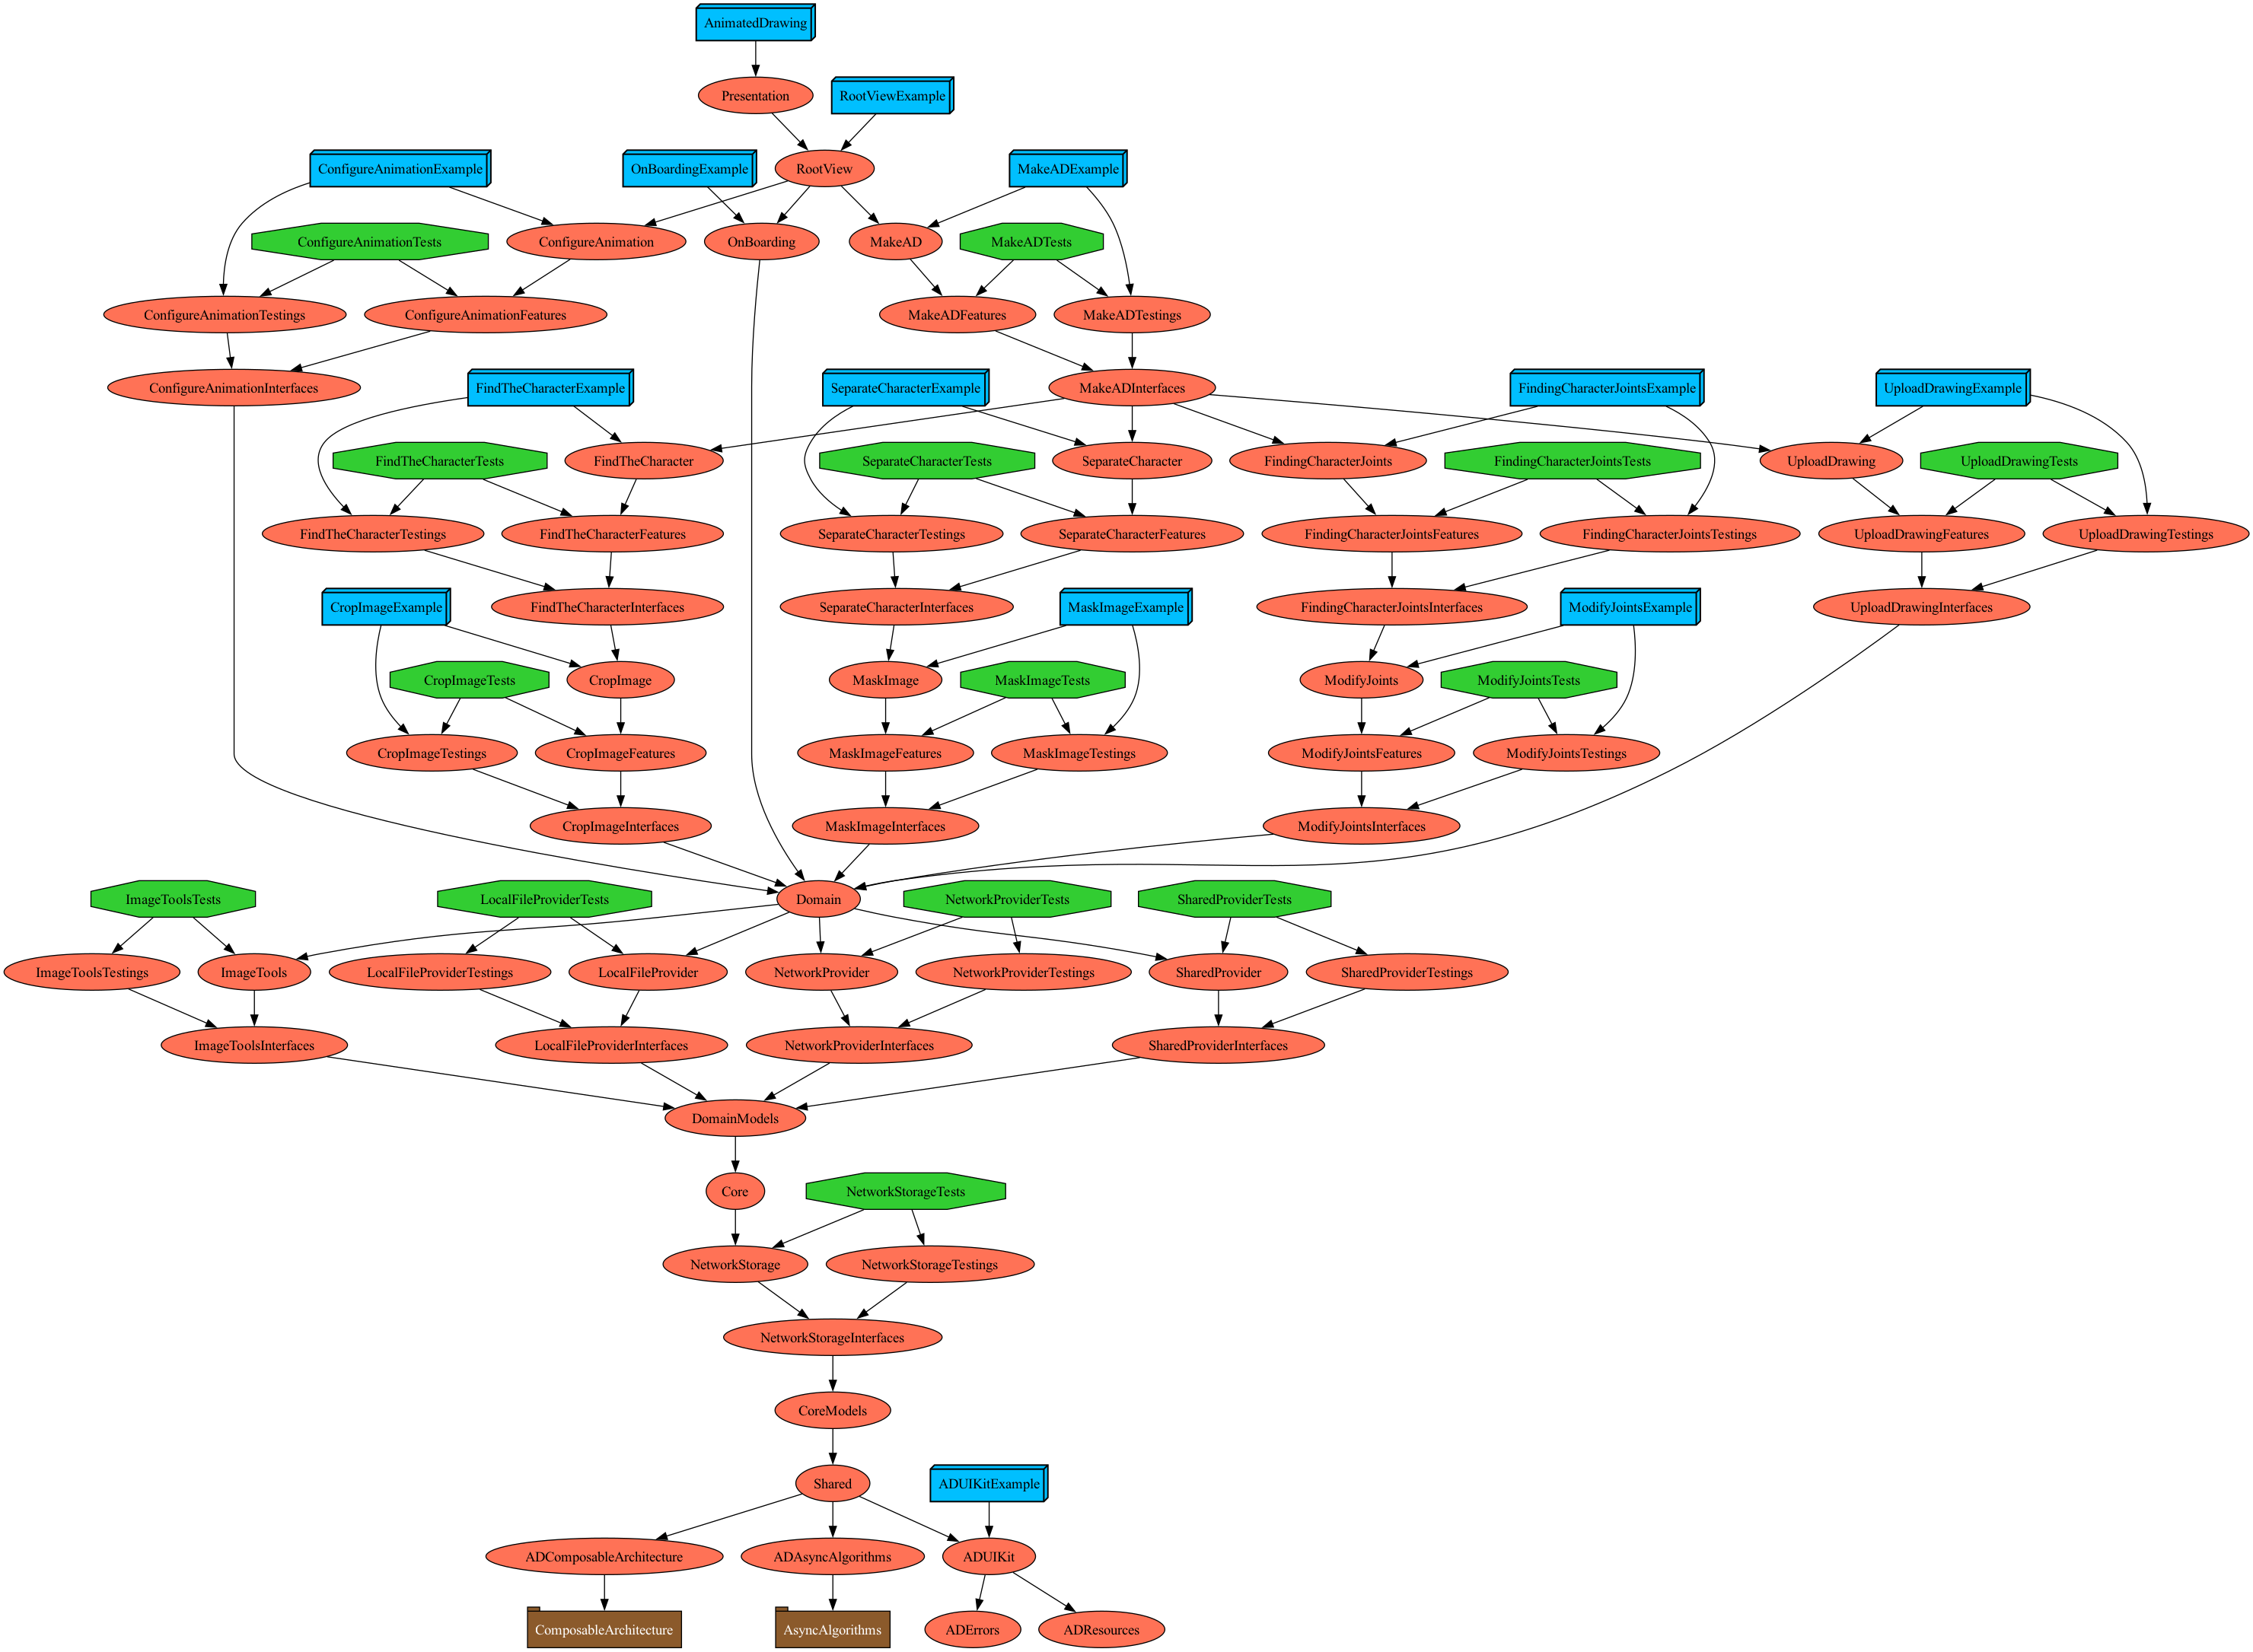 AnimatedDrawing
Presentation
RootViewExample
ConfigureAnimationExample
OnBoardingExample
RootView
MakeADExample
ConfigureAnimationTests
ConfigureAnimation
OnBoarding
MakeAD
MakeADTests
ConfigureAnimationTestings
ConfigureAnimationFeatures
MakeADFeatures
MakeADTestings
ConfigureAnimationInterfaces
FindTheCharacterExample
SeparateCharacterExample
MakeADInterfaces
FindingCharacterJointsExample
UploadDrawingExample
FindTheCharacterTests
FindTheCharacter
SeparateCharacterTests
SeparateCharacter
FindingCharacterJoints
FindingCharacterJointsTests
UploadDrawing
UploadDrawingTests
FindTheCharacterTestings
FindTheCharacterFeatures
SeparateCharacterTestings
SeparateCharacterFeatures
FindingCharacterJointsFeatures
FindingCharacterJointsTestings
UploadDrawingFeatures
UploadDrawingTestings
CropImageExample
FindTheCharacterInterfaces
SeparateCharacterInterfaces
MaskImageExample
FindingCharacterJointsInterfaces
ModifyJointsExample
UploadDrawingInterfaces
CropImageTests
CropImage
MaskImage
MaskImageTests
ModifyJoints
ModifyJointsTests
CropImageTestings
CropImageFeatures
MaskImageFeatures
MaskImageTestings
ModifyJointsFeatures
ModifyJointsTestings
CropImageInterfaces
MaskImageInterfaces
ModifyJointsInterfaces
ImageToolsTests
LocalFileProviderTests
Domain
NetworkProviderTests
SharedProviderTests
ImageToolsTestings
ImageTools
LocalFileProviderTestings
LocalFileProvider
NetworkProvider
NetworkProviderTestings
SharedProvider
SharedProviderTestings
ImageToolsInterfaces
LocalFileProviderInterfaces
NetworkProviderInterfaces
SharedProviderInterfaces
DomainModels
Core
NetworkStorageTests
NetworkStorage
NetworkStorageTestings
NetworkStorageInterfaces
CoreModels
Shared
ADUIKitExample
ADComposableArchitecture
ADAsyncAlgorithms
ADUIKit
ComposableArchitecture
AsyncAlgorithms
ADErrors
ADResources